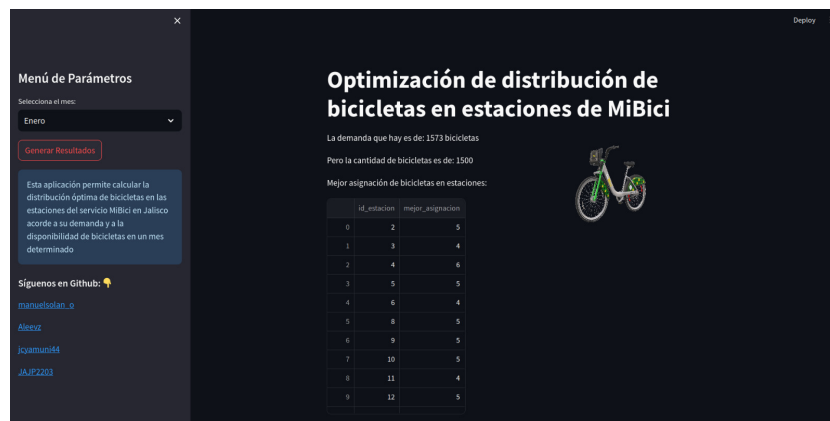 ×
Menú de Parámetros
Selecciona el mes:
Enero
Generar Resultados
Esta aplicación permite calcular la
distribución óptima de bicicletas en las
estaciones del servicio MiBici en Jalisco
acorde a su demanda y a la
disponibilidad de bicicletas en un mes
determinado
Síguenos en Github: 👇
manuelsolan_o
Aleevz
jcyamuni44
JAJP2203
Deploy
Optimización de distribución de
bicicletas en estaciones de MiBici
La demanda que hay es de: 1573 bicicletas
Pero la cantidad de bicicletas es de: 1500
Mejor asignación de bicicletas en estaciones:
id_estacion mejor_asignacion
0 2 5
1 3 4
2 4 6
3 5 5
4 6 4
5 8 5
6 9 5
7 10 5
8 11 4
9 12 5